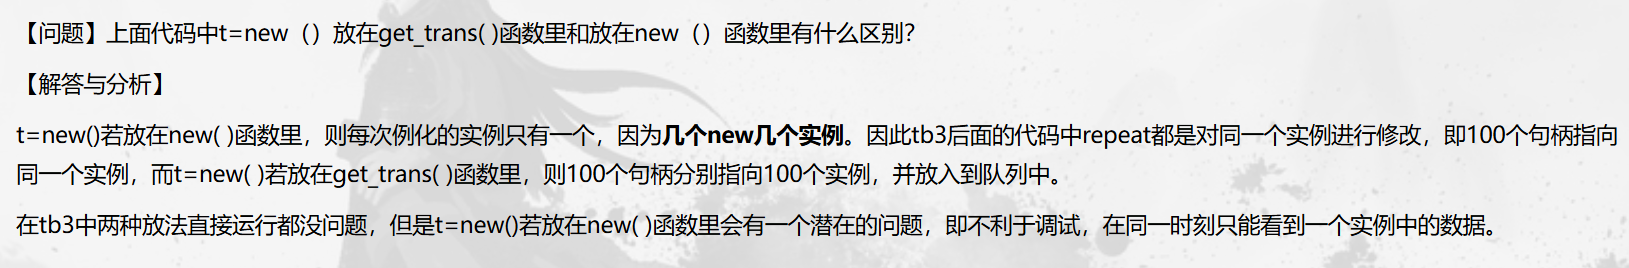 【问题】上面代码中t=new（）放在get_trans( )函数里和放在new（）函数里有什么区别？
【解答与分析】
t=new()若放在new( )函数里，则每次例化的实例只有一个，因为几个new几个实例。因此tb3后面的代码中repeat都是对同一个实例进行修改，即100个句柄指向
同一个实例，而t=new( )若放在get_trans( )函数里，则100个句柄分别指向100个实例，并放入到队列中。
在tb3中两种放法直接运行都没问题，但是t=new()若放在new( )函数里会有一个潜在的问题，即不利于调试，在同一时刻只能看到一个实例中的数据。